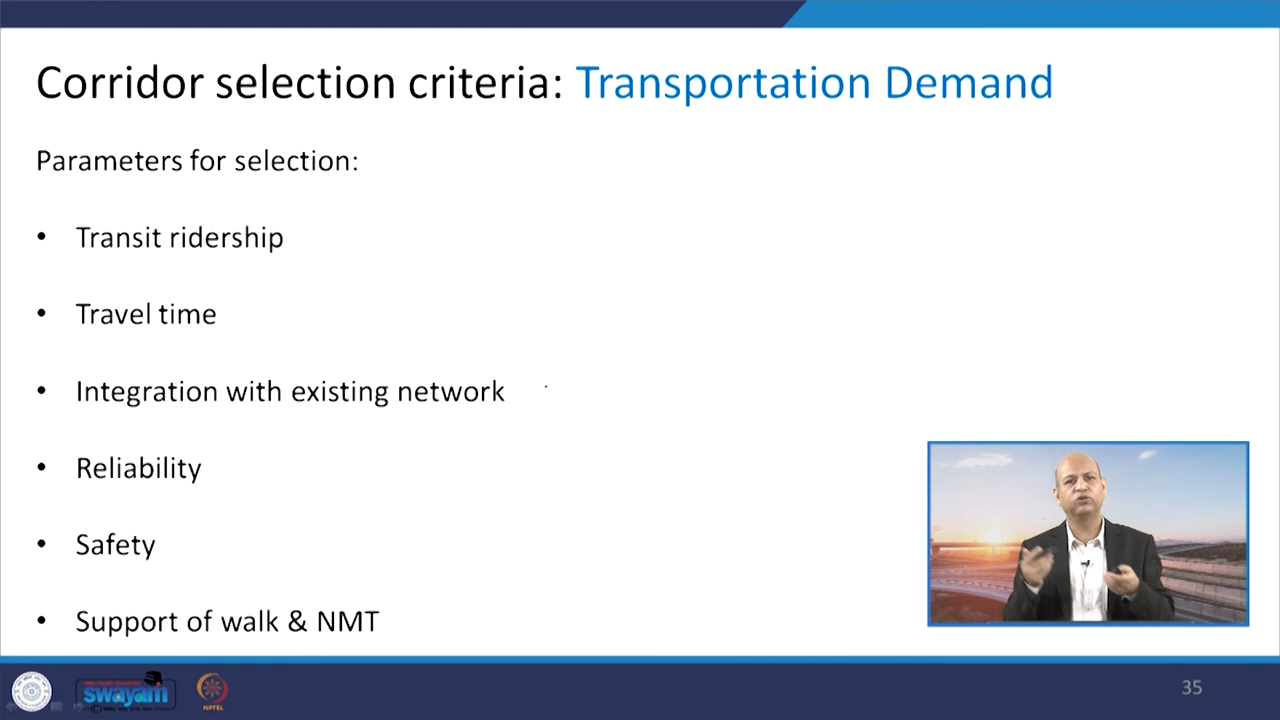 Corridor selection criteria: Transportation Demand
Parameters for selection:
• Transit ridership
• Travel time
• Integration with existing network
• Reliability
• Safety
• Support of walk & NMT
swayam
NPTEL
35